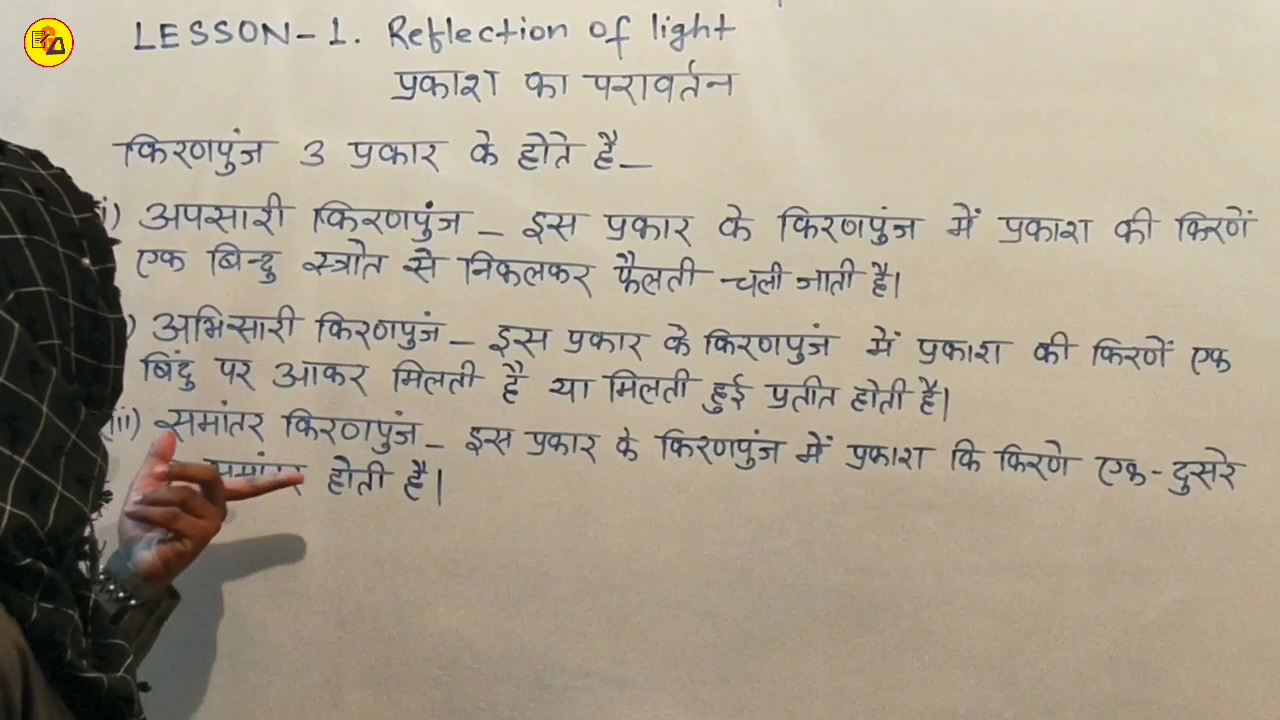 LESSON-1. Reflection of light
प्रकाश का परावर्तन
किरणपुंज 3 प्रकार के होते है–
i) अपसारी किरणपुंज – इस प्रकार के किरणपुंज में प्रकाश की किरणें
एक बिन्दु स्त्रोत से निकलकर फैलती चली जाती है।
) अभिसारी किरणपुजं – इस प्रकार के किरणपुजं में प्रकाश की किरणें एक
बिंदु पर आकर मिलती है या मिलती हुई प्रतीत होती है।
iii) समांतर किरणपुजं – इस प्रकार के किरणपुंज में प्रकाश कि किरणे एक-दुसरे
समांतर होती है।